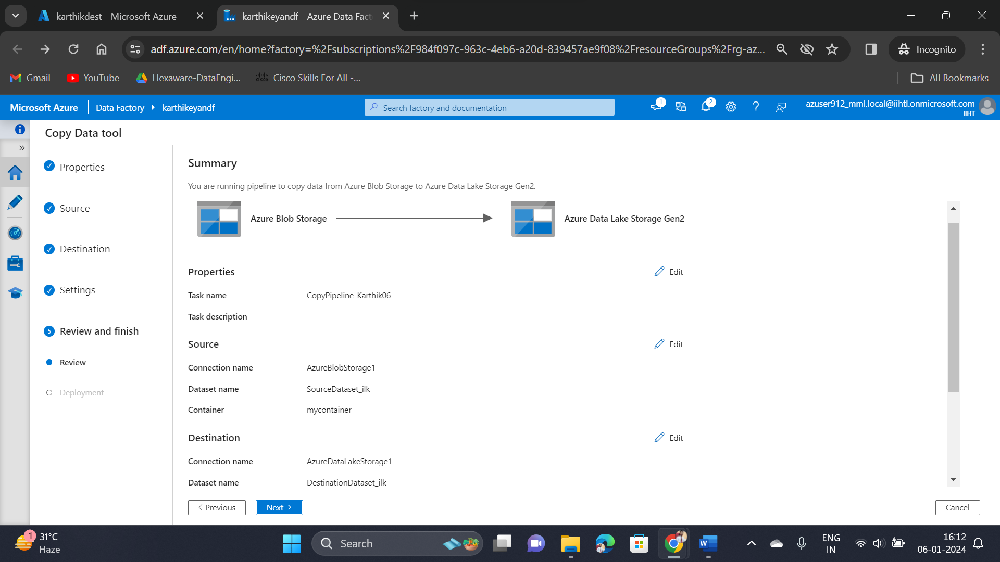 karthikdest - Microsoft Azure
karthikeyandf - Azure Data Fact
adf.azure.com/en/home?factory=%2Fsubscriptions%2F984f097c-963c-4eb6-a20d-839457ae9f08%2FresourceGroups%2Frg-az...
Incognito
Gmail
YouTube
Hexaware-DataEngi...
Cisco Skills For All -...
All Bookmarks
Microsoft Azure
Data Factory
karthikeyandf
Search factory and documentation
1
2
azuser912_mml.local@iihtl.onmicrosoft.com
IIHT
Copy Data tool
Properties
Source
Destination
Settings
5 Review and finish
Review
Deployment
Summary
You are running pipeline to copy data from Azure Blob Storage to Azure Data Lake Storage Gen2.
Azure Blob Storage
Azure Data Lake Storage Gen2
Properties
Edit
Task name CopyPipeline_Karthik06
Task description
Source
Edit
Connection name AzureBlobStorage1
Dataset name SourceDataset_ilk
Container mycontainer
Destination
Edit
Connection name AzureDataLakeStorage1
Dataset name DestinationDataset_ilk
< Previous
Next >
Cancel
1
31°C
Haze
Search
W
ENG
IN
16:12
06-01-2024